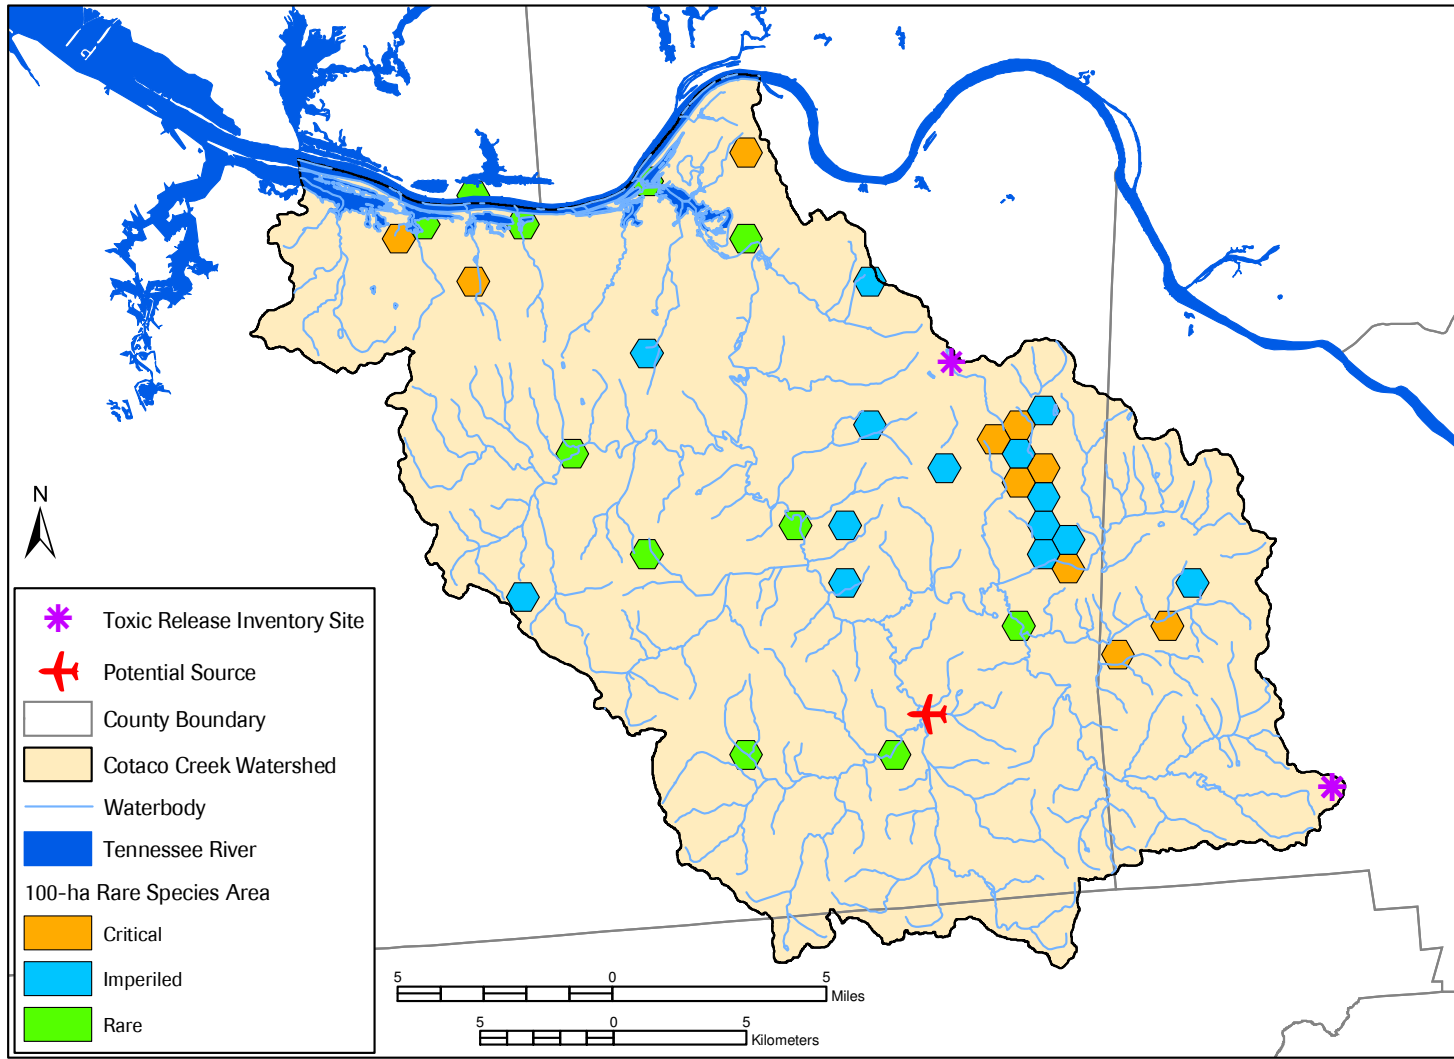 N
Toxic Release Inventory Site
Potential Source
County Boundary
Cotaco Creek Watershed
Waterbody
Tennessee River
100-ha Rare Species Area
Critical
Imperiled
Rare
5 0 5
Miles
5 0 5
Kilometers